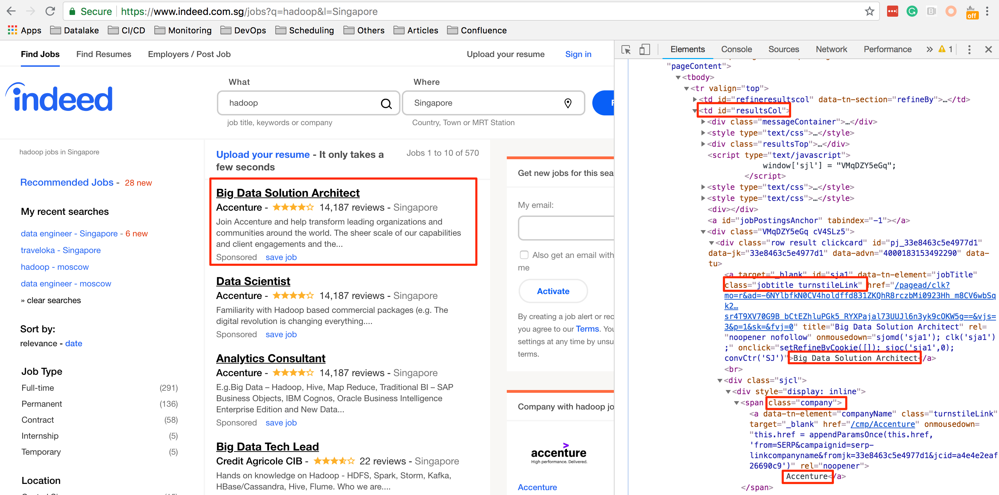 Secure https://www.indeed.com.sg/jobs?q=hadoop&l=Singapore
off
Apps Datalake CI/CD Monitoring DevOps Scheduling Others Articles Confluence
Find Jobs Find Resumes Employers / Post Job Upload your resume Sign in
indeed
What Where
hadoop Singapore
job title, keywords or company Country, Town or MRT Station
hadoop jobs in Singapore
Recommended Jobs - 28 new
My recent searches
data engineer - Singapore - 6 new
traveloka - Singapore
hadoop - moscow
data engineer - moscow
» clear searches
Sort by:
relevance - date
Job Type
Full-time (291)
Permanent (136)
Contract (58)
Internship (5)
Temporary (5)
Location
Upload your resume - It only takes a
few seconds
Jobs 1 to 10 of 570
Big Data Solution Architect
Accenture - 14,187 reviews - Singapore
Join Accenture and help transform leading organizations and
communities around the world. The sheer scale of our capabilities
and client engagements and the...
Sponsored save job
Data Scientist
Accenture - 14,187 reviews - Singapore
Familiarity with Hadoop based commercial packages (e.g. The
digital revolution is changing everything....
Sponsored save job
Analytics Consultant
Accenture - 14,187 reviews - Singapore
E.g.Big Data – Hadoop, Hive, Map Reduce, Traditional BI – SAP
Business Objects, IBM Cognos, Oracle Business Intelligence
Enterprise Edition and New Data...
Sponsored save job
Big Data Tech Lead
Credit Agricole CIB - 22 reviews - Singapore
Hands on knowledge on Hadoop - HDFS, Spark, Storm, Kafka,
HBase/Cassandra, Hive, Flume. Who we are....
Get new jobs for this sea
My email:
Also get an email with
me
Activate
By creating a job alert or rec
you agree to our Terms. You
settings at any time by unsu
terms.
Company with hadoop jo
accenture
High performance. Delivered.
Accenture
Elements Console Sources Network Performance » 1
"pageContent">
<tbody>
<tr valign="top">
<td id="refineresultscol" data-tn-section="refineBy">…</td>
<td id="resultsCol">
<div class="messageContainer">…</div>
<style type="text/css">…</style>
<div class="resultsTop">…</div>
<script type="text/javascript">
window['sjl'] = "VMqDZY5eGq";
</script>
<style type="text/css">…</style>
<style type="text/css">…</style>
<div></div>
<a id="jobPostingsAnchor" tabindex="-1"></a>
<div class="VMqDZY5eGq cV4SLz5">
<div class="row result clickcard" id="pj_33e8463c5e4977d1"
data-jk="33e8463c5e4977d1" data-advn="4000183153492290" data-
tu>
<a target="_blank" id="sja1" data-tn-element="jobTitle"
class="jobtitle turnstileLink" href="/pagead/clk?
mo=r&ad=-6NYlbfkN0CV4holdffd831ZKQhR8rczbMi0923Hh_m8CV6wbSq
k2…
sr4T9XV70G9B_bCtEZhluPGk5_RYXPajal73UUJl6n3yk9cOKW5g==&vjs=
3&p=1&sk=&fvj=0" title="Big Data Solution Architect" rel=
"noopener nofollow" onmousedown="sjomd('sja1'); clk('sja1')
;" onclick="setRefineByCookie([]); sjoc('sja1',0);
convCtr('SJ')">Big Data Solution Architect</a>
<br>
<div class="sjcl">
<div style="display: inline">
<span class="company">
<a data-tn-element="companyName" class="turnstileLink"
target="_blank" href="/cmp/Accenture" onmousedown=
"this.href = appendParamsOnce(this.href,
'from=SERP&campaignid=serp-
linkcompanyname&fromjk=33e8463c5e4977d1&jcid=a4e4e2eaf
26690c9')" rel="noopener">
Accenture</a>
</span>